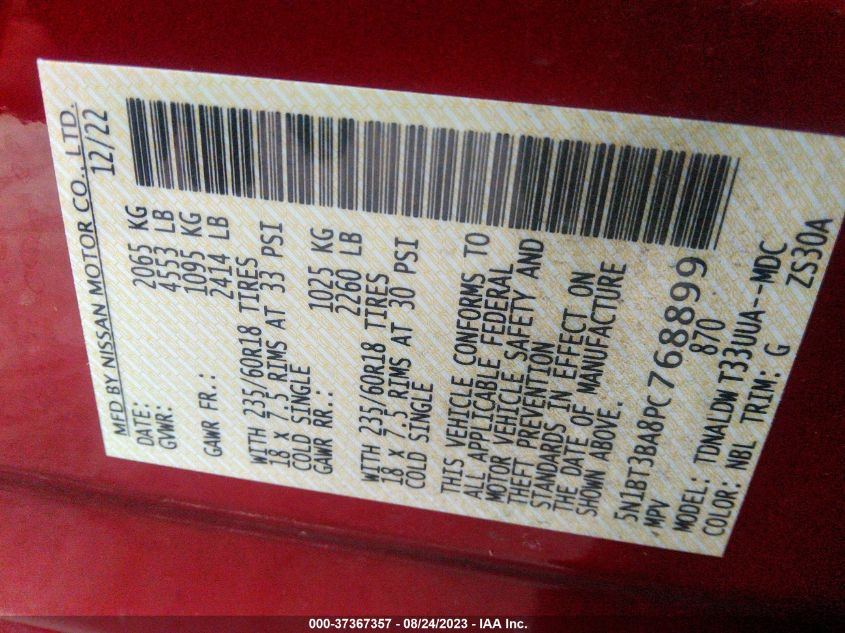 MFD BY NISSAN MOTOR CO., LTD.
DATE: 12/22
GVWR: 2065 KG
4553 LB
GAWR FR.: 1095 KG
2414 LB
WITH 235/60R18 TIRES
18 X 7.5 RIMS AT 33 PSI
COLD SINGLE
GAWR RR.: 1025 KG
2260 LB
WITH 235/60R18 TIRES
18 X 7.5 RIMS AT 30 PSI
COLD SINGLE
THIS VEHICLE CONFORMS TO
ALL APPLICABLE FEDERAL
MOTOR VEHICLE SAFETY AND
THEFT PREVENTION
STANDARDS IN EFFECT ON
THE DATE OF MANUFACTURE
SHOWN ABOVE.
5N1BT3BA8PC768899
MPV 870
MODEL: TDNALDW T33UUA--MDC
COLOR: NBL TRIM: G ZS30A
000-37367357 - 08/24/2023 - IAA Inc.